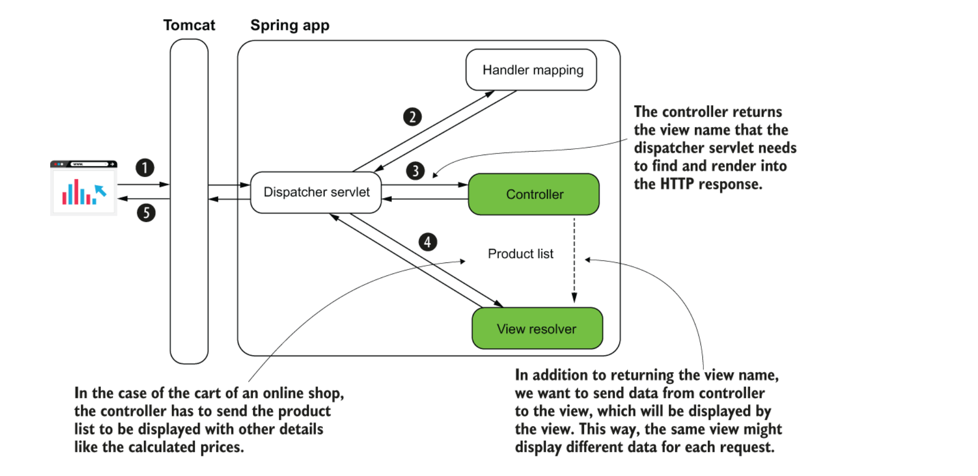 Tomcat
Spring app
Handler mapping
2
The controller returns
the view name that the
dispatcher servlet needs
to find and render into
the HTTP response.
1
3
Dispatcher servlet
Controller
5
4
Product list
View resolver
In the case of the cart of an online shop,
the controller has to send the product
list to be displayed with other details
like the calculated prices.
In addition to returning the view name,
we want to send data from controller
to the view, which will be displayed by
the view. This way, the same view might
display different data for each request.